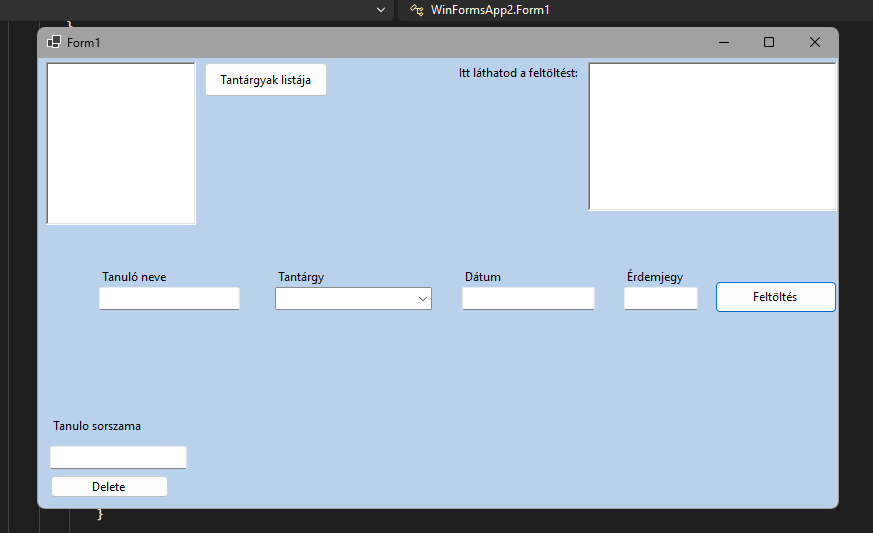 WinFormsApp2.Form1
}
Form1
Tantárgyak listája
Itt láthatod a feltöltést:
Tanuló neve
Tantárgy
Dátum
Érdemjegy
Feltöltés
Tanulo sorszama
Delete
}